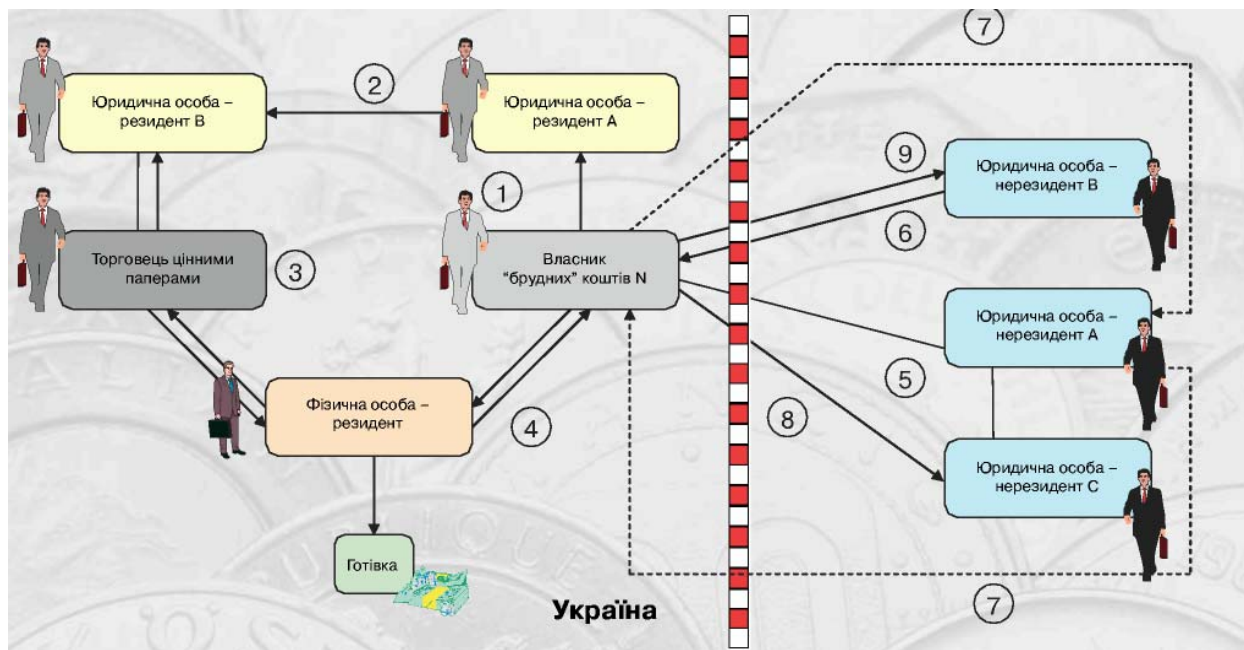 7
2
Юридична особа –
резидент В
Юридична особа –
резидент А
9
Юридична особа –
нерезидент В
1
6
Торговець цінними
паперами
3
Власник
“брудних” коштів N
Юридична особа –
нерезидент А
5
Фізична особа –
резидент
4
8
Юридична особа –
нерезидент С
Готівка
Україна
7